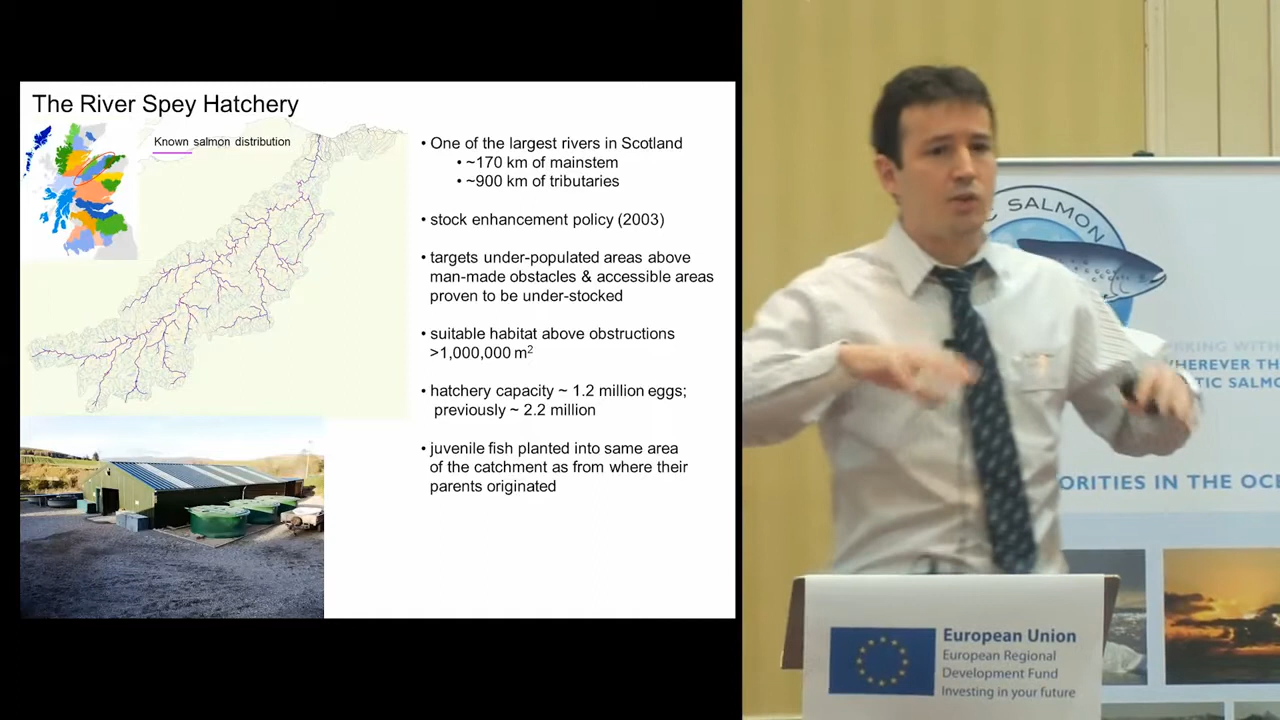 The River Spey Hatchery
Known salmon distribution
• One of the largest rivers in Scotland
• ~170 km of mainstem
• ~900 km of tributaries
• stock enhancement policy (2003)
• targets under-populated areas above
man-made obstacles & accessible areas
proven to be under-stocked
• suitable habitat above obstructions
>1,000,000 m²
• hatchery capacity ~ 1.2 million eggs;
previously ~ 2.2 million
• juvenile fish planted into same area
of the catchment as from where their
parents originated
C SALMON
RKING WITH
WHEREVER TH
TIC SALMO
ORITIES IN THE OCE
European Union
European Regional
Development Fund
Investing in your future